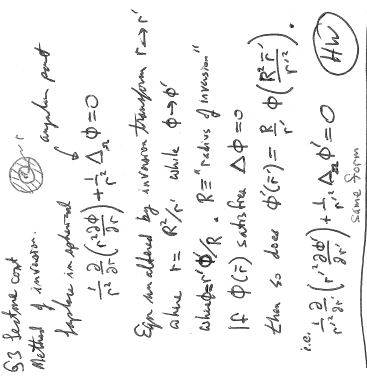 §3 Lecture cont
Method of inversion.
r
Laplace in spherical angular part
1/r² ∂/∂r (r²∂Φ/∂r) + 1/r² Δ_Ω Φ = 0
Eqn unaltered by inversion transform r → r'
where r = R²/r' while Φ → Φ'
where Φ = r'Φ'/R . R ≡ "radius of inversion"
If Φ(r̄) satisfies ΔΦ = 0
then so does Φ'(r̄') = R/r' Φ(R²r̄'/r'²).
i.e. 1/r'² ∂/∂r' (r'²∂Φ'/∂r') + 1/r'² Δ_Ω Φ' = 0 HW
same form